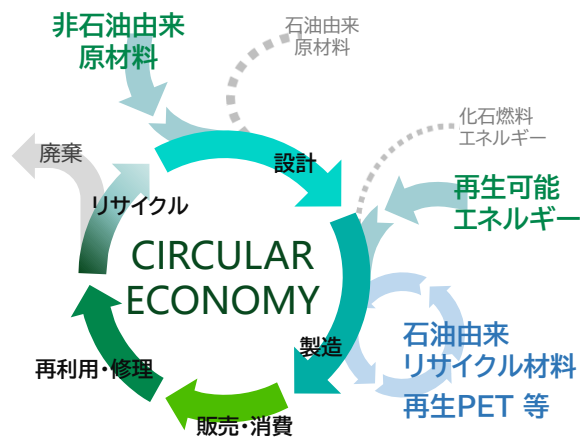 非石油由来
原材料
石油由来
原材料
化石燃料
エネルギー
廃棄
設計
リサイクル
再生可能
エネルギー
CIRCULAR
ECONOMY
製造
石油由来
リサイクル材料
再生PET 等
再利用・修理
販売・消費